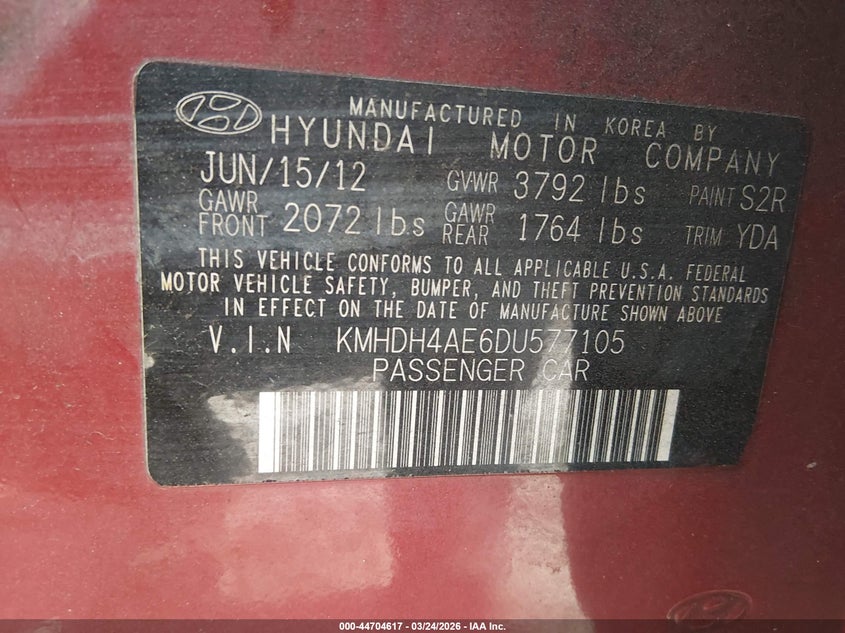 MANUFACTURED IN KOREA BY
HYUNDAI MOTOR COMPANY
JUN/15/12 GVWR 3792 lbs PAINT S2R
GAWR FRONT 2072 lbs GAWR REAR 1764 lbs TRIM YDA
THIS VEHICLE CONFORMS TO ALL APPLICABLE U.S.A. FEDERAL
MOTOR VEHICLE SAFETY, BUMPER, AND THEFT PREVENTION STANDARDS
IN EFFECT ON THE DATE OF MANUFACTURE SHOWN ABOVE
V.I.N KMHDH4AE6DU577105
PASSENGER CAR
000-44704617 - 03/24/2026 - IAA Inc.